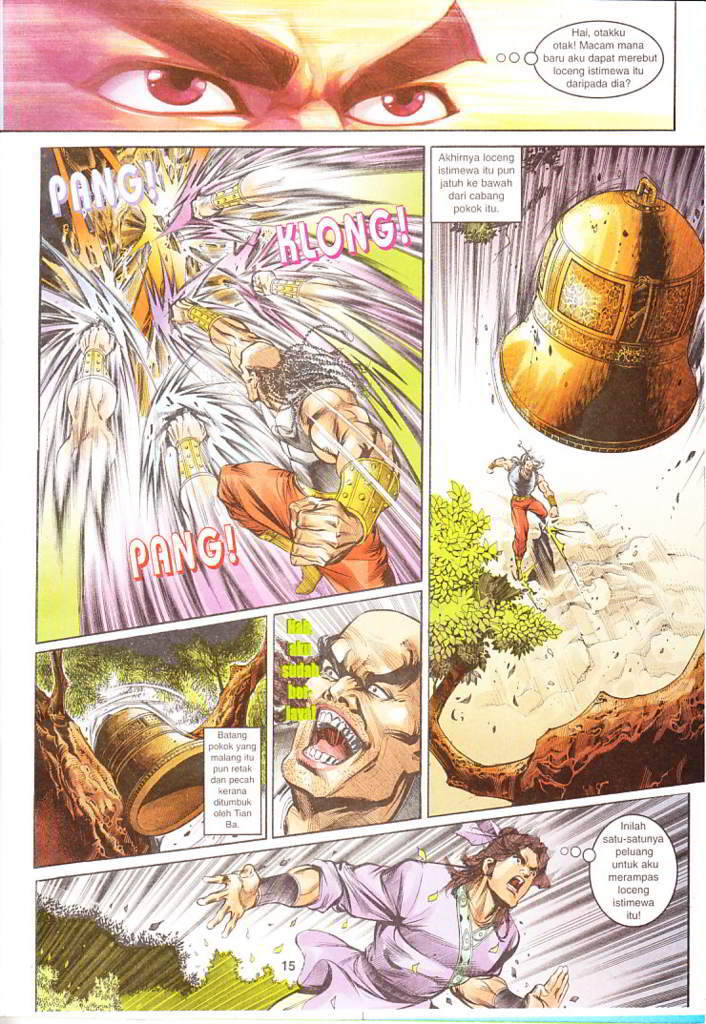 Hai, otakku
otak! Macam mana
baru aku dapat merebut
loceng istimewa itu
daripada dia?
PANG!
KLONG!
PANG!
Akhirnya loceng
istimewa itu pun
jatuh ke bawah
dari cabang
pokok itu.
Batang
pokok yang
malang itu
pun retak
dan pecah
kerana
ditumbuk
oleh Tian
Ba.
Hah,
aku
sudah
ber-
jaya!
Inilah
satu-satunya
peluang
untuk aku
merampas
loceng
istimewa
itu!
15